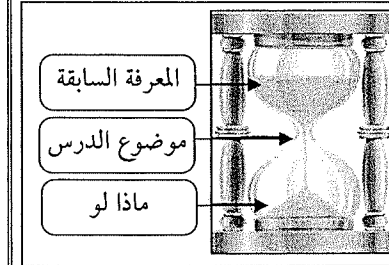 المعرفة السابقة
موضوع الدرس
ماذا لو